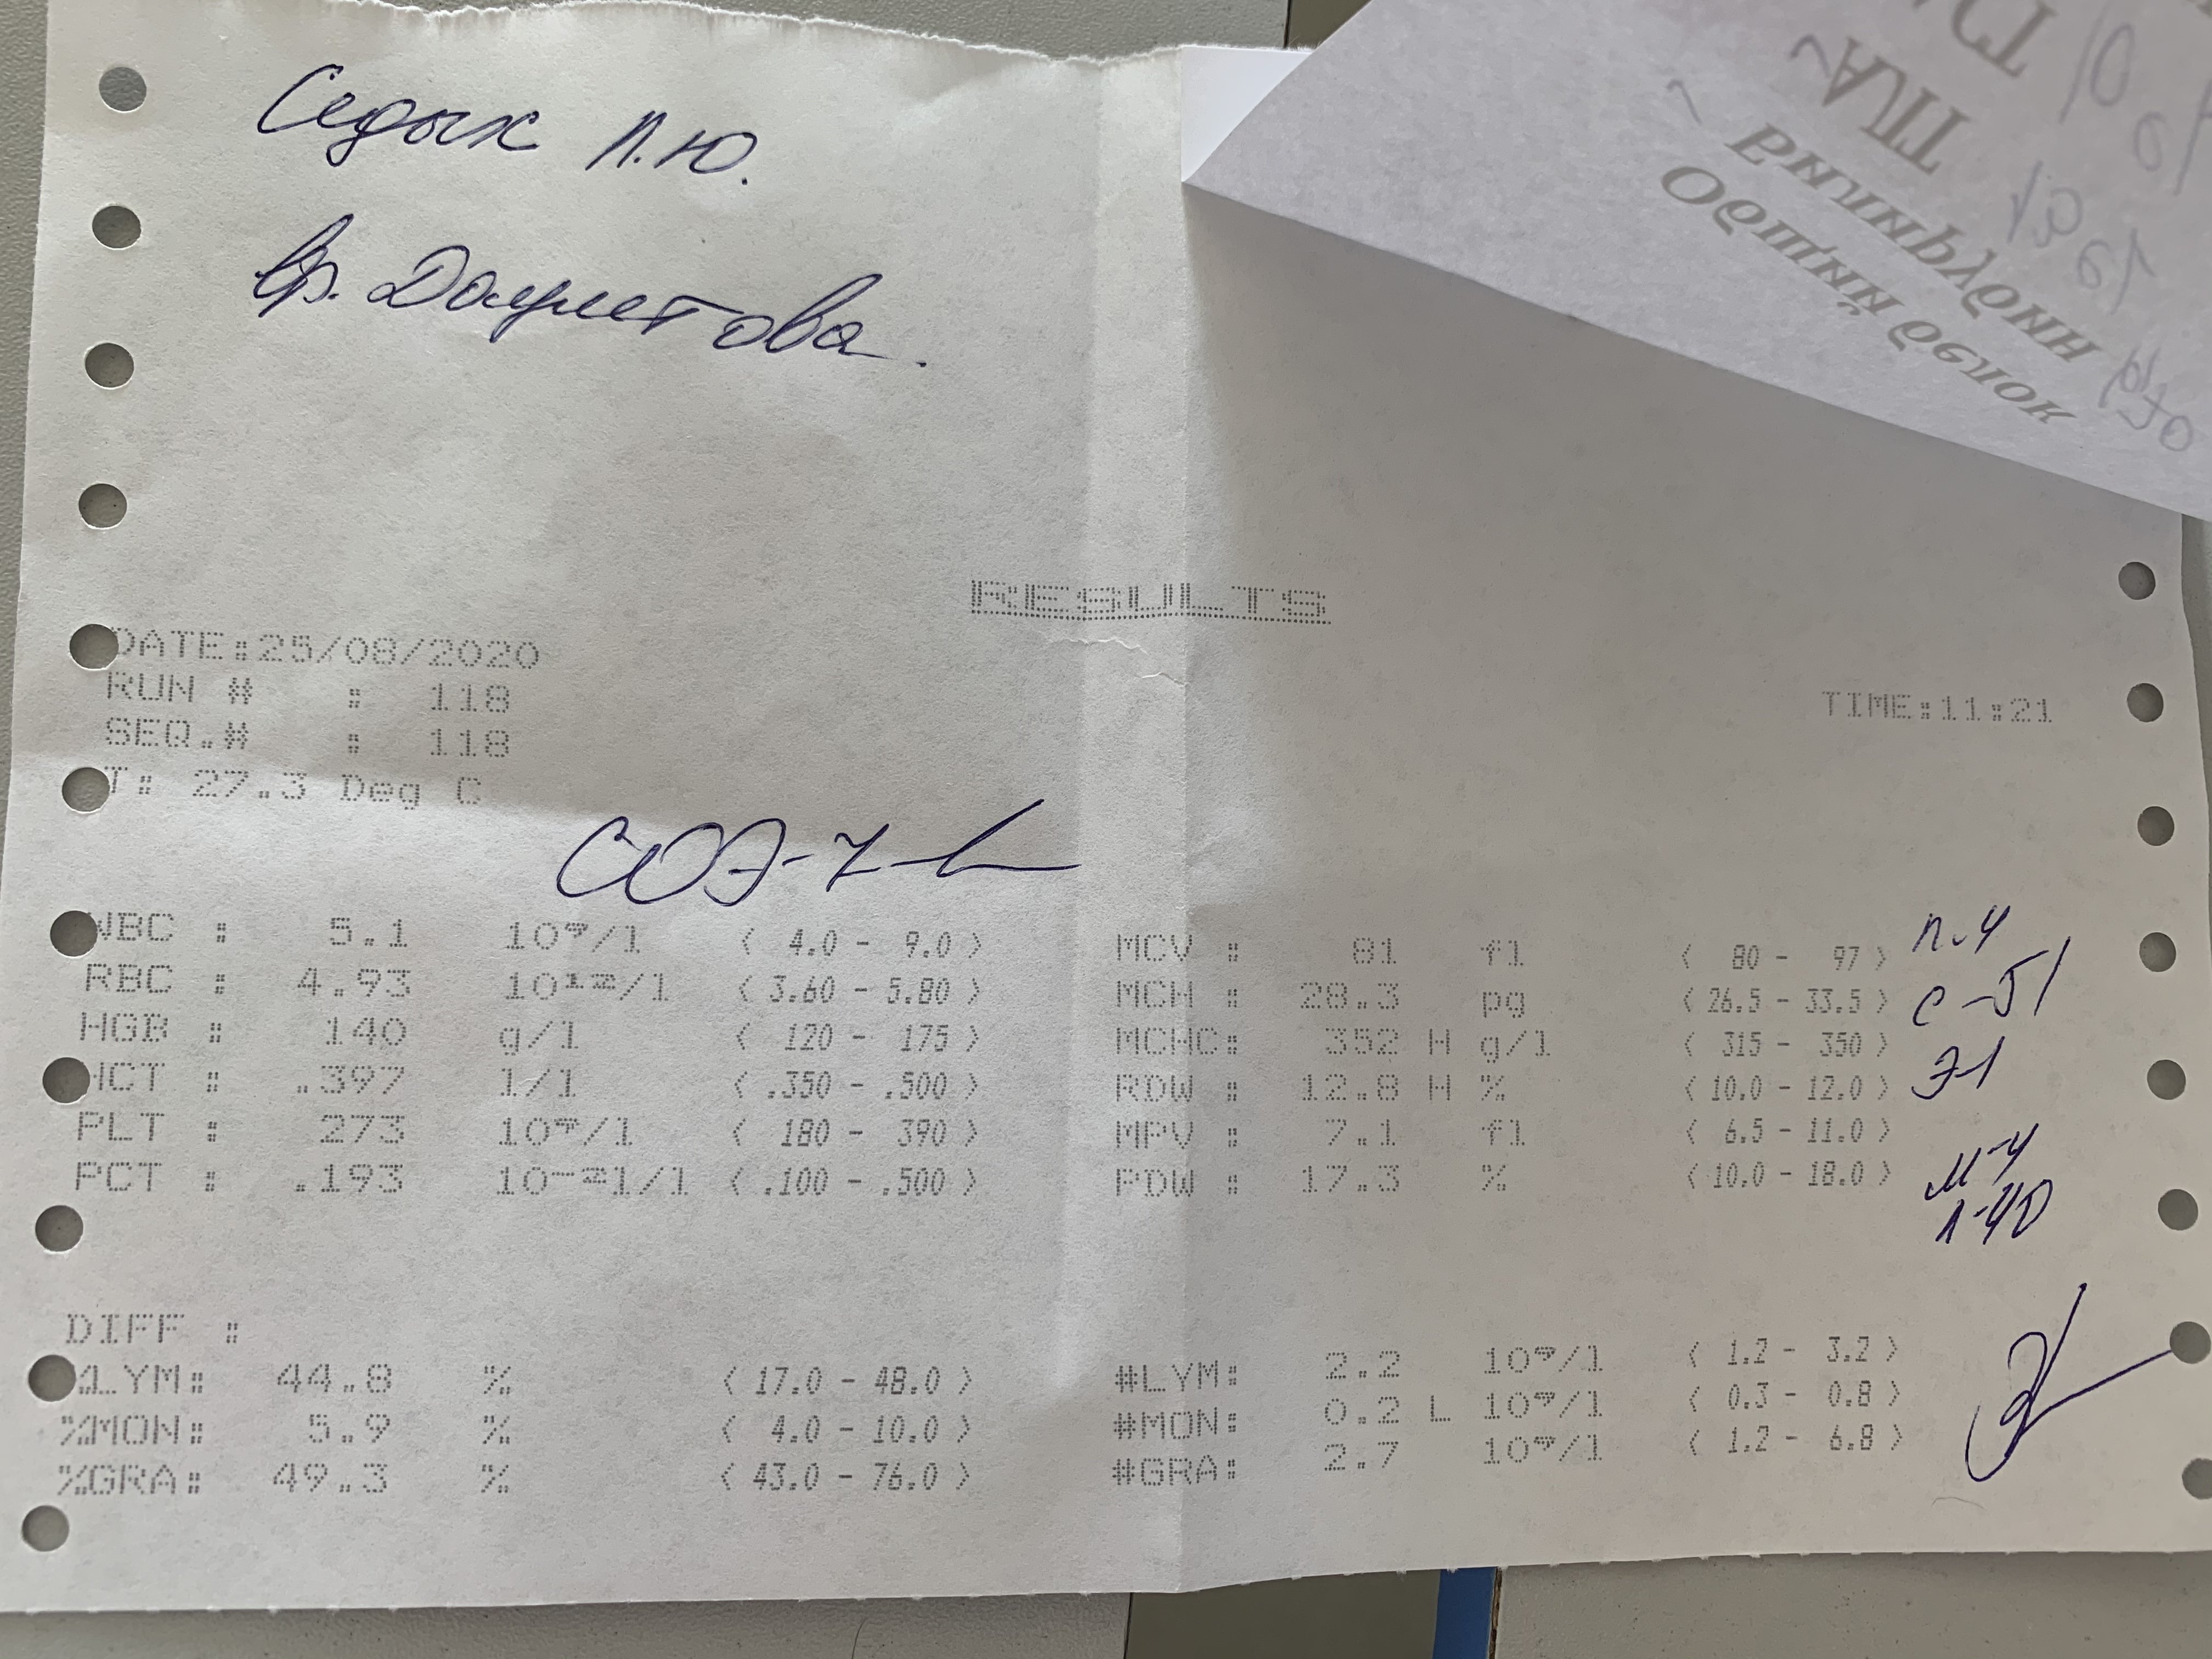 Седых П.Ю.
вр. Даулетова.
Общий белок
билирубин
ТП
RESULTS
DATE:25/08/2020
RUN # : 118
TIME:11:21
SEQ.# : 118
T: 27.3 Deg C
СОЭ-7
WBC : 5.1 10⁹/l < 4.0 - 9.0 > MCV : 81 fl < 80 - 97 > п-4
RBC : 4.93 10¹²/l < 3.60 - 5.80 > MCH : 28.3 pg < 26.5 - 33.5 > с-51
HGB : 140 g/l < 120 - 175 > MCHC: 352 H g/l < 315 - 350 >
HCT : .397 l/l < .350 - .500 > RDW : 12.8 H % < 10.0 - 12.0 > Э1
PLT : 273 10⁹/l < 180 - 390 > MPV : 7.1 fl < 6.5 - 11.0 >
PCT : .193 10⁻²l/l < .100 - .500 > PDW : 17.3 % < 10.0 - 18.0 > М-4
Л-40
DIFF :
%LYM: 44.8 % < 17.0 - 48.0 > #LYM: 2.2 10⁹/l < 1.2 - 3.2 >
%MON: 5.9 % < 4.0 - 10.0 > #MON: 0.2 L 10⁹/l < 0.3 - 0.8 >
%GRA: 49.3 % < 43.0 - 76.0 > #GRA: 2.7 10⁹/l < 1.2 - 6.8 >